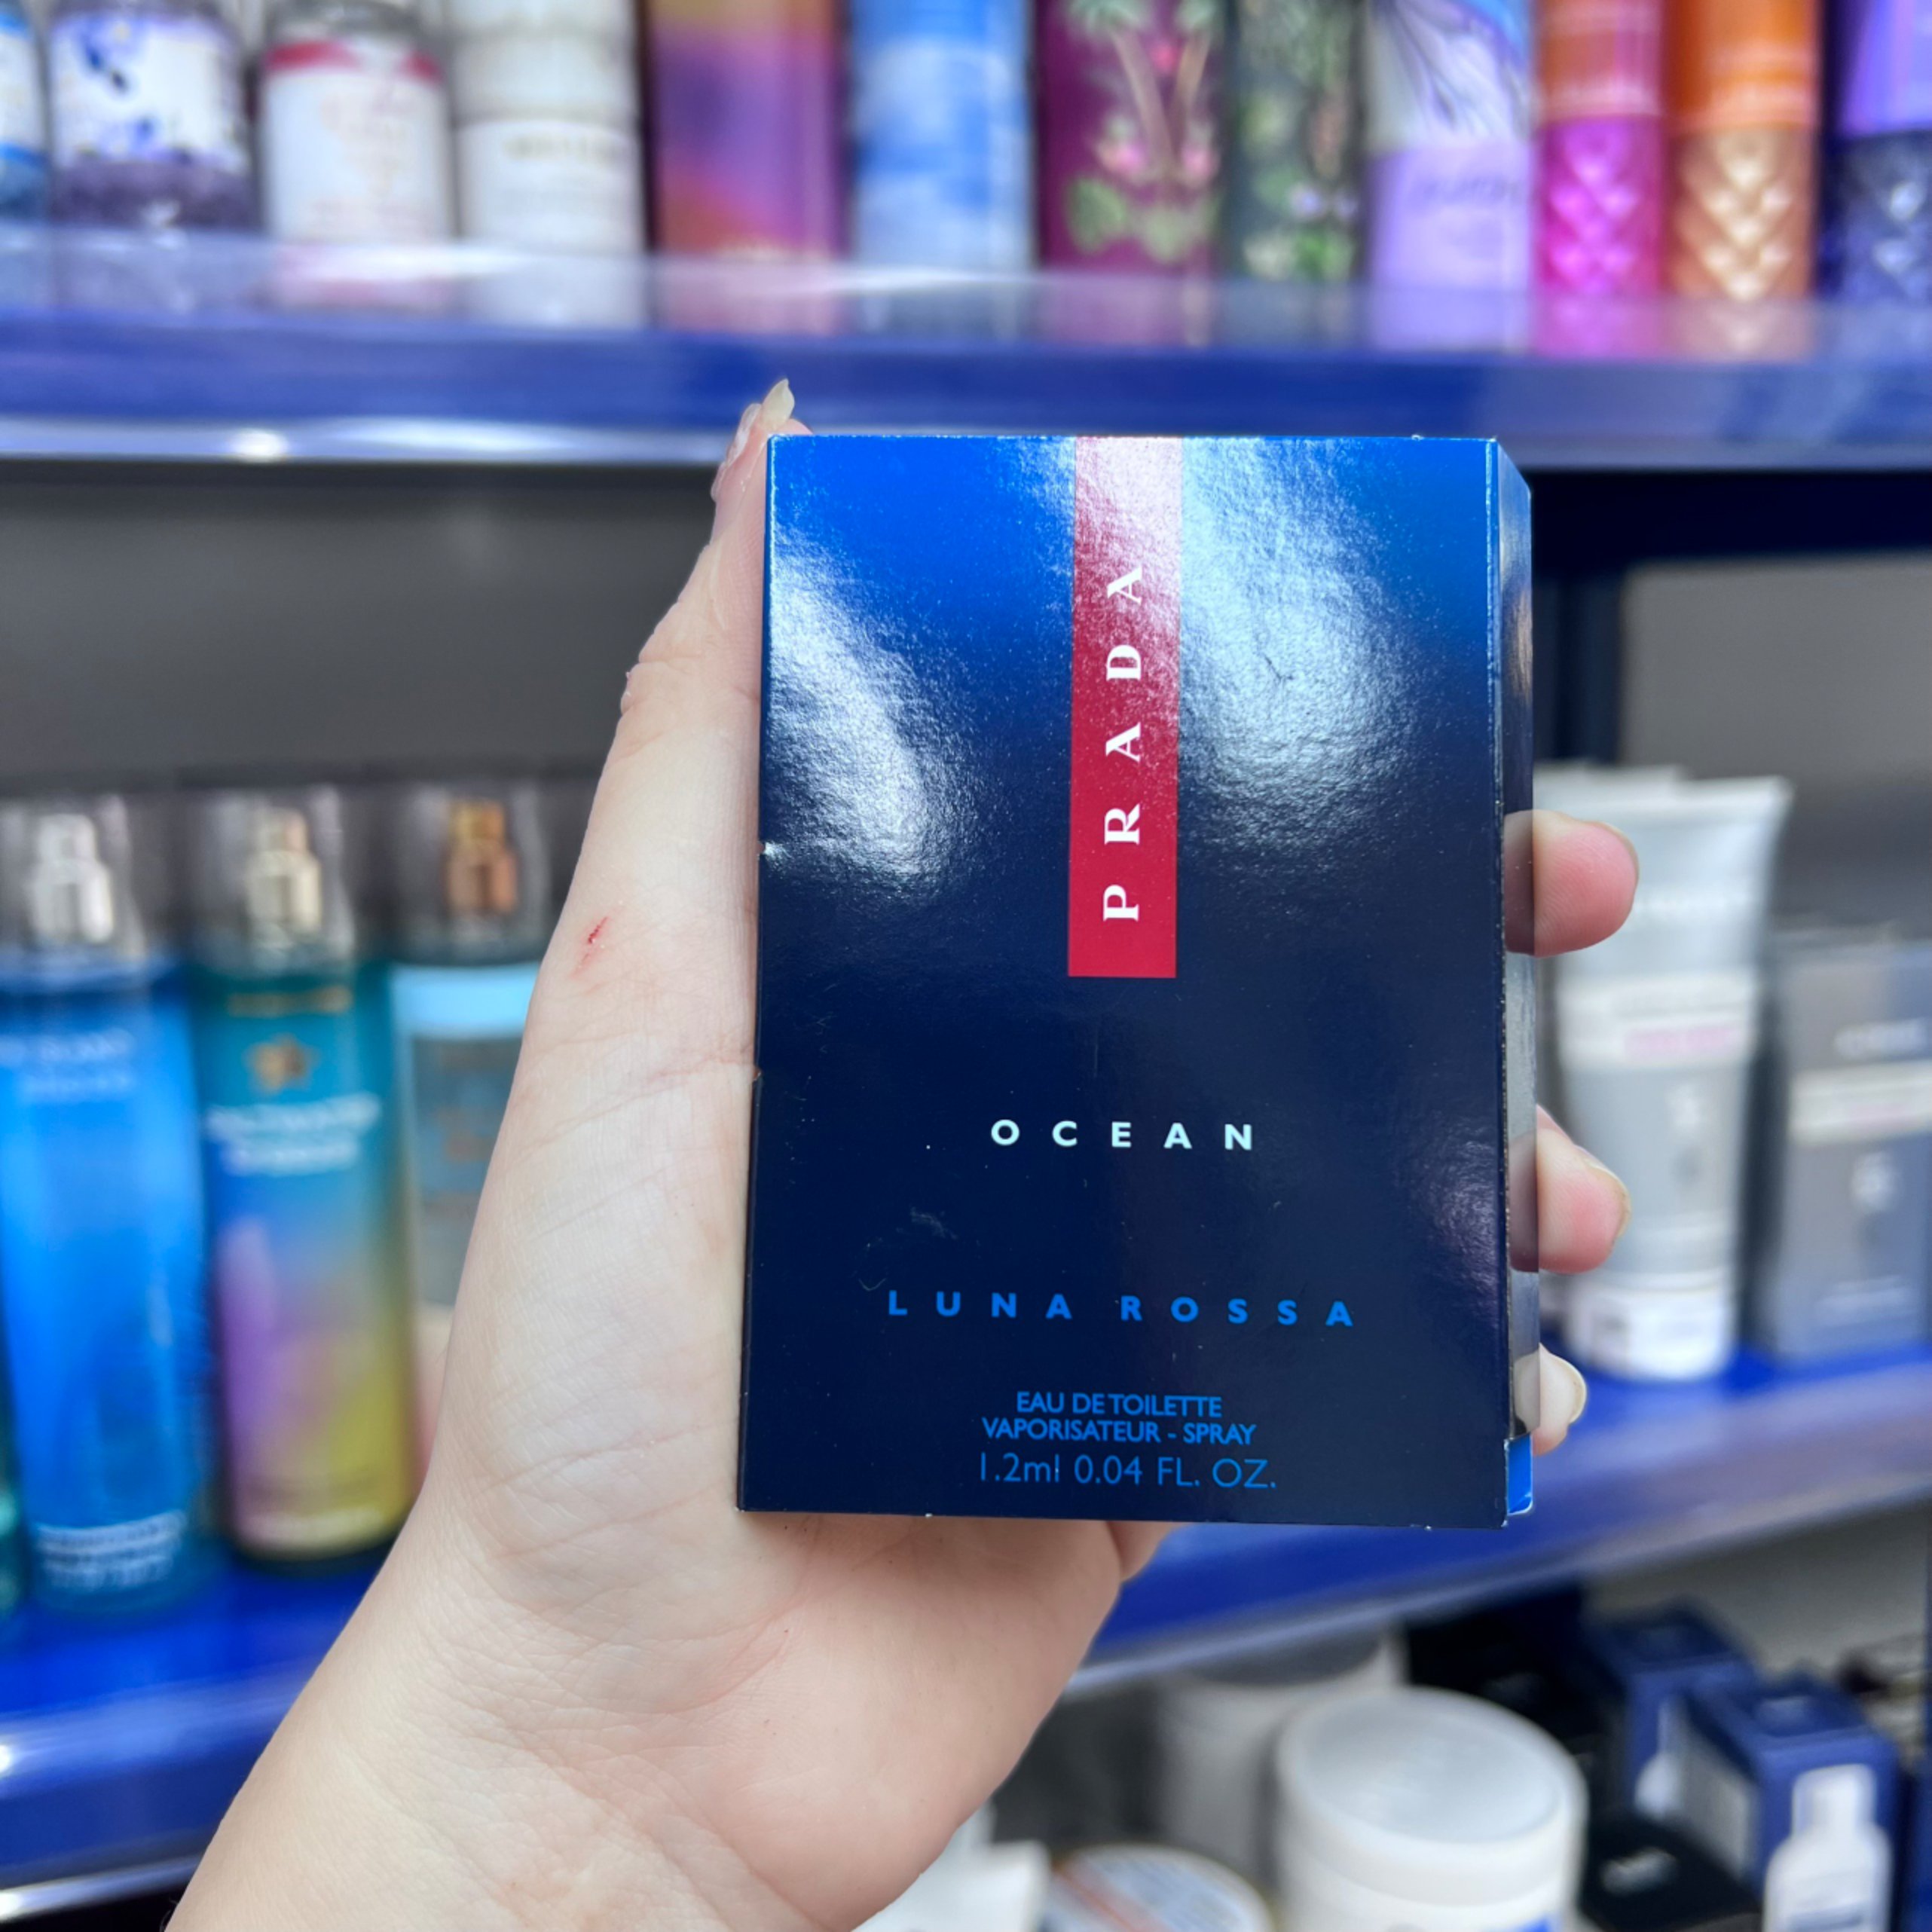 PRADA
OCEAN
LUNA ROSSA
EAU DE TOILETTE
VAPORISATEUR - SPRAY
1.2ml 0.04 FL. OZ.